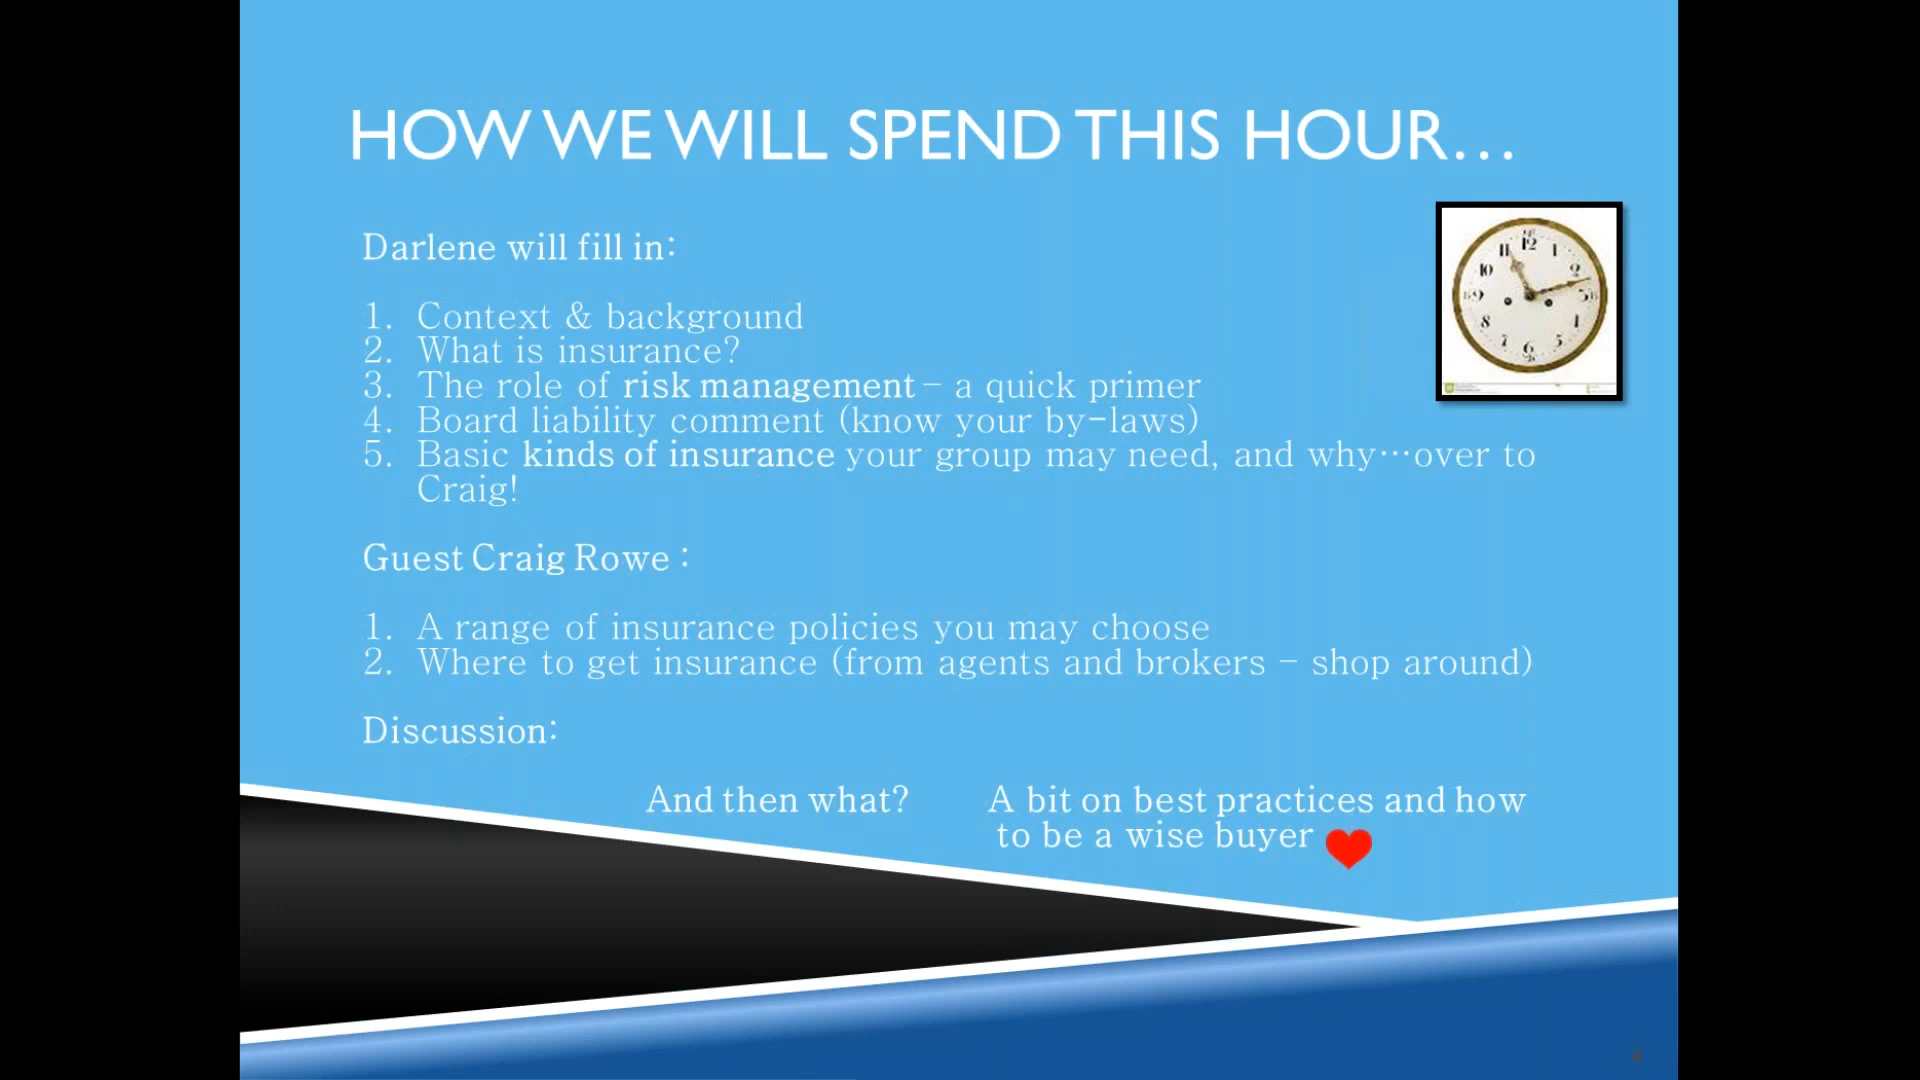 HOW WE WILL SPEND THIS HOUR...
Darlene will fill in:
1. Context & background
2. What is insurance?
3. The role of risk management – a quick primer
4. Board liability comment (know your by-laws)
5. Basic kinds of insurance your group may need, and why…over to
Craig!
Guest Craig Rowe :
1. A range of insurance policies you may choose
2. Where to get insurance (from agents and brokers – shop around)
Discussion:
And then what? A bit on best practices and how
to be a wise buyer